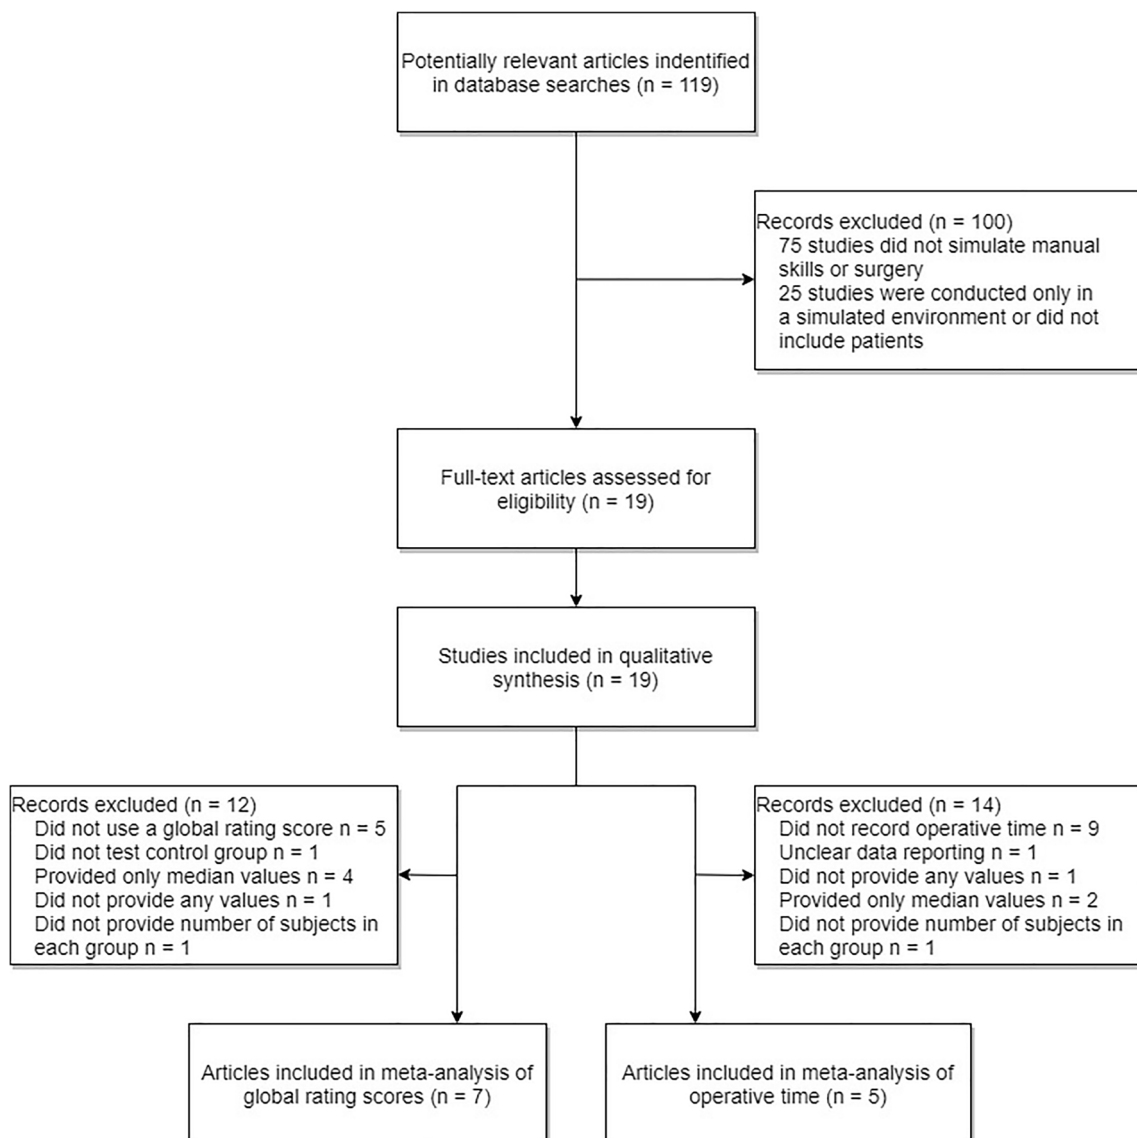 Potentially relevant articles indentified
in database searches (n = 119)
Records excluded (n = 100)
75 studies did not simulate manual
skills or surgery
25 studies were conducted only in
a simulated environment or did not
include patients
Full-text articles assessed for
eligibility (n = 19)
Studies included in qualitative
synthesis (n = 19)
Records excluded (n = 12)
Did not use a global rating score n = 5
Did not test control group n = 1
Provided only median values n = 4
Did not provide any values n = 1
Did not provide number of subjects in
each group n = 1
Records excluded (n = 14)
Did not record operative time n = 9
Unclear data reporting n = 1
Did not provide any values n = 1
Provided only median values n = 2
Did not provide number of subjects in
each group n = 1
Articles included in meta-analysis of
global rating scores (n = 7)
Articles included in meta-analysis of
operative time (n = 5)